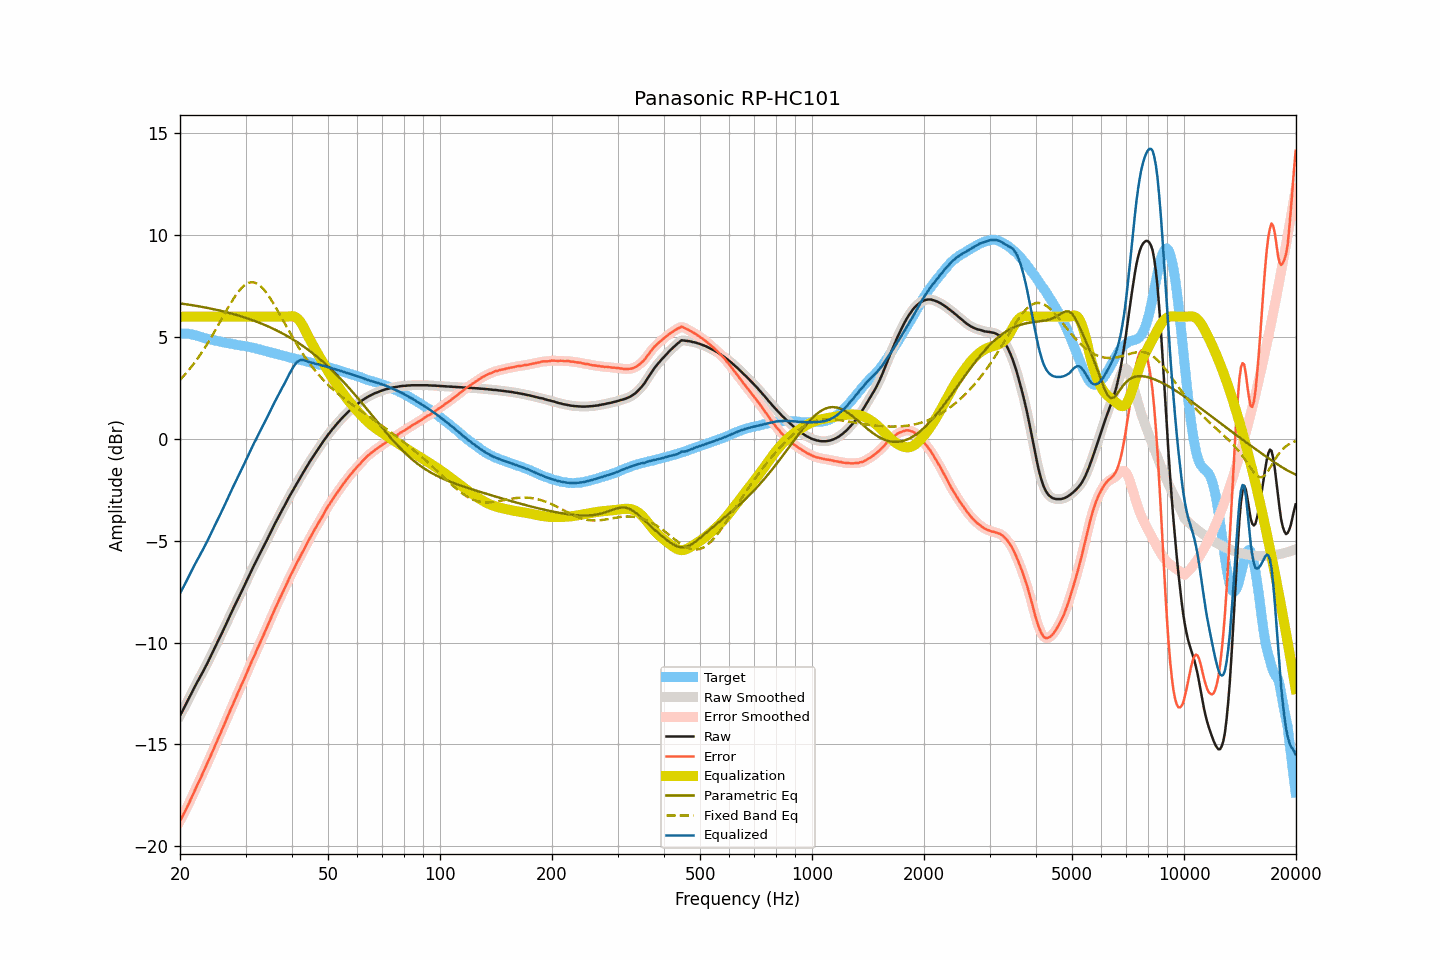 Panasonic RP-HC101
15
10
5
0
−5
−10
−15
−20
Amplitude (dBr)
Target
Raw Smoothed
Error Smoothed
Raw
Error
Equalization
Parametric Eq
Fixed Band Eq
Equalized
20 50 100 200 500 1000 2000 5000 10000 20000
Frequency (Hz)